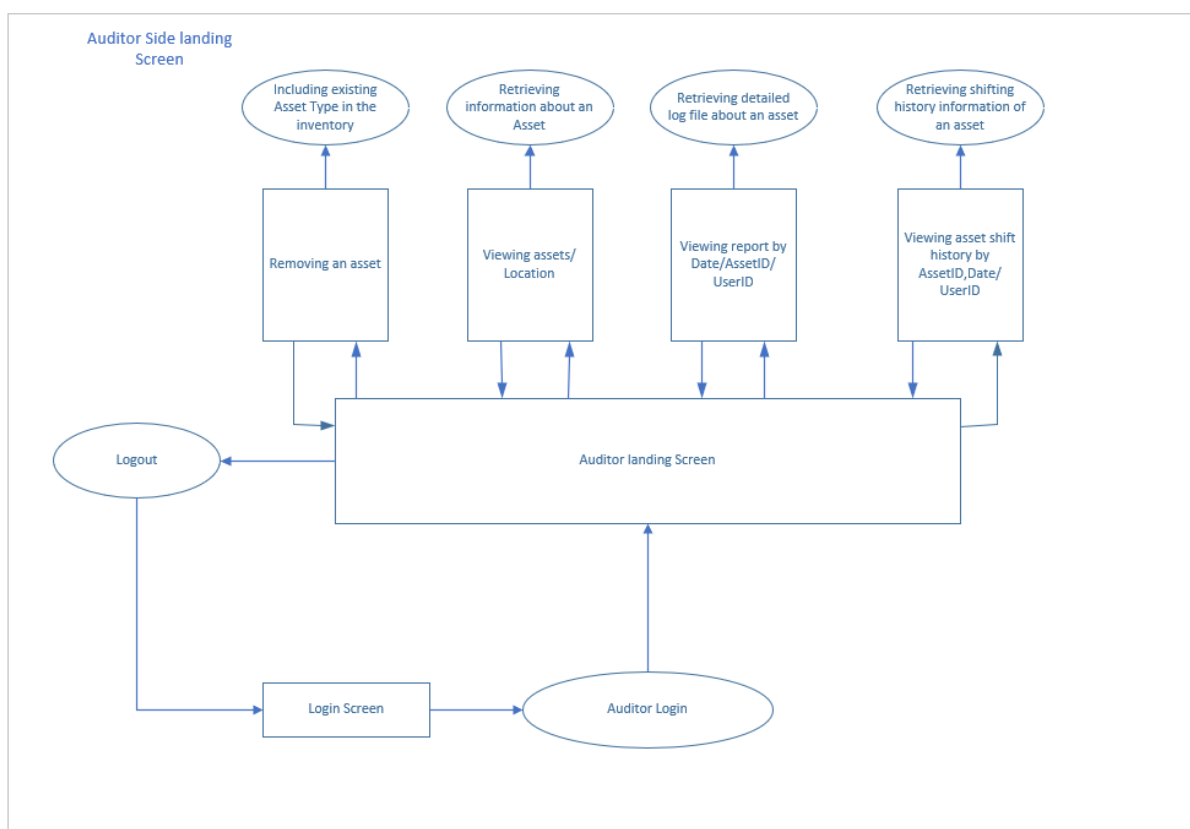 Auditor Side landing
Screen
Including existing
Asset Type in the
inventory
Retrieving
information about an
Asset
Retrieving detailed
log file about an asset
Retrieving shifting
history information of
an asset
Removing an asset
Viewing assets/
Location
Viewing report by
Date/AssetID/
UserID
Viewing asset shift
history by
AssetID,Date/
UserID
Logout
Auditor landing Screen
Login Screen
Auditor Login